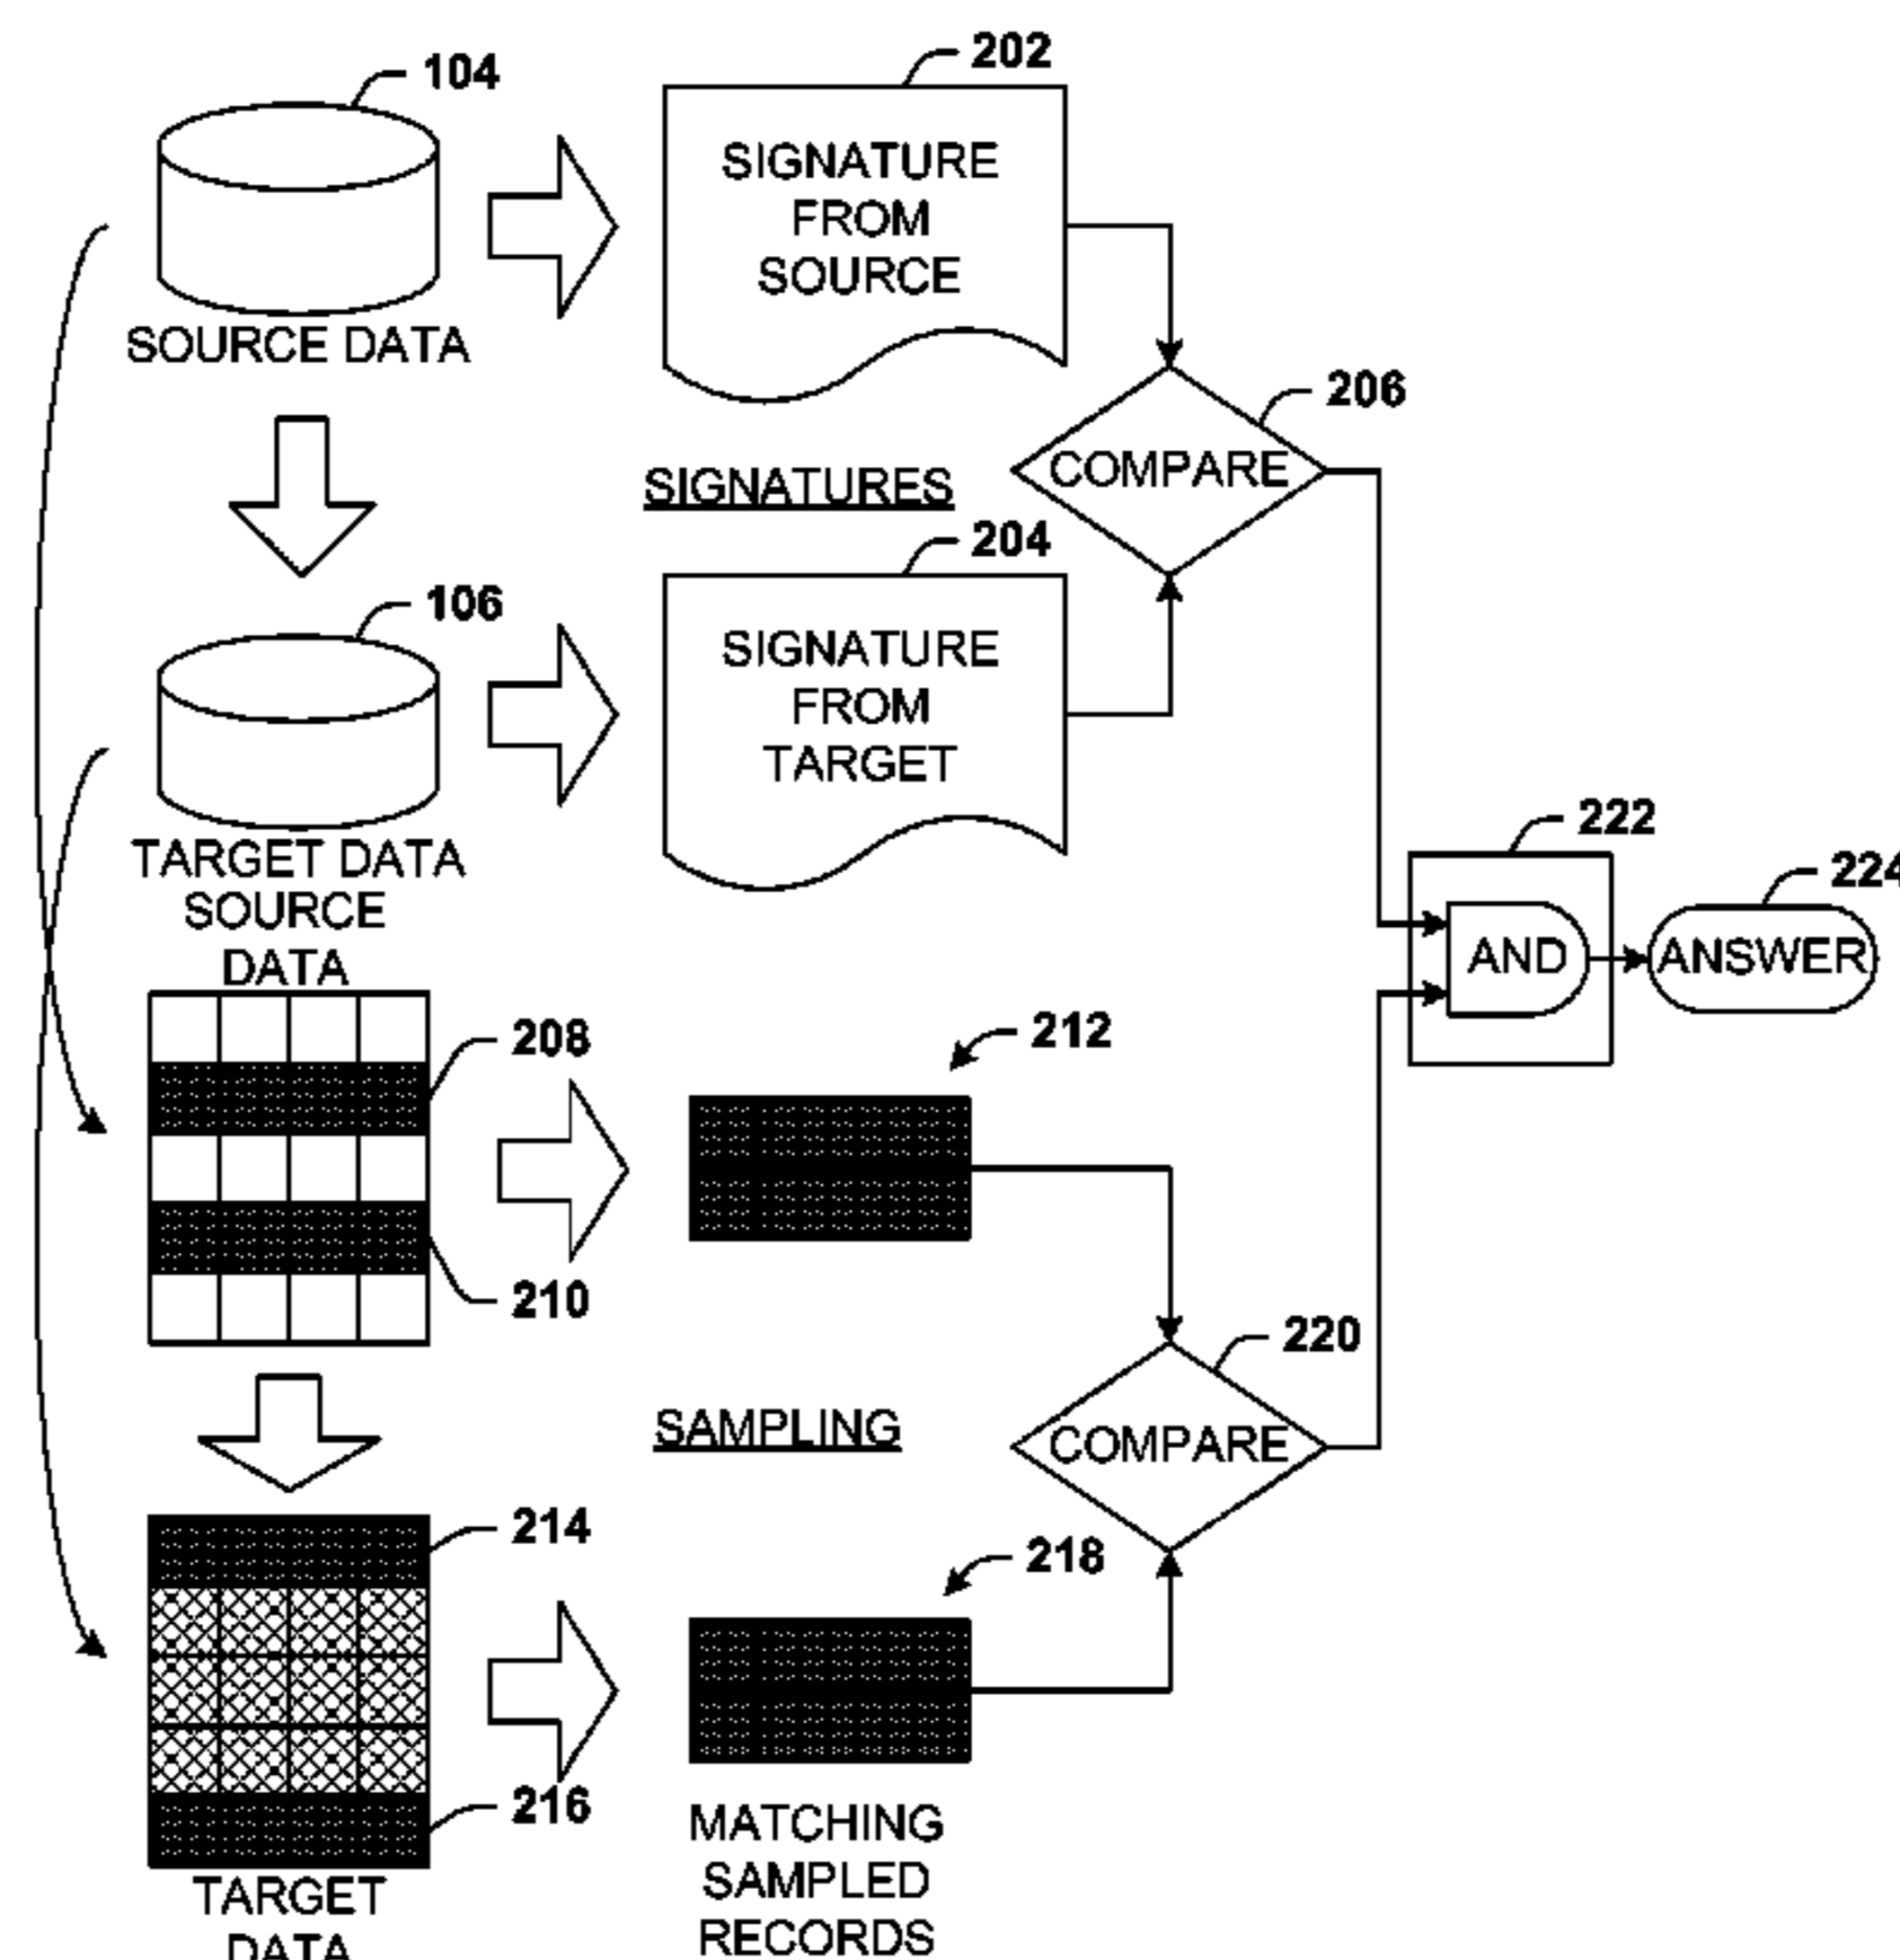 104
202
SIGNATURE
FROM
SOURCE
SOURCE DATA
206
COMPARE
SIGNATURES
204
106
SIGNATURE
FROM
TARGET
TARGET DATA
222
224
AND
ANSWER
SOURCE
DATA
208
212
210
220
COMPARE
SAMPLING
214
218
216
MATCHING
SAMPLED
RECORDS
TARGET
DATA